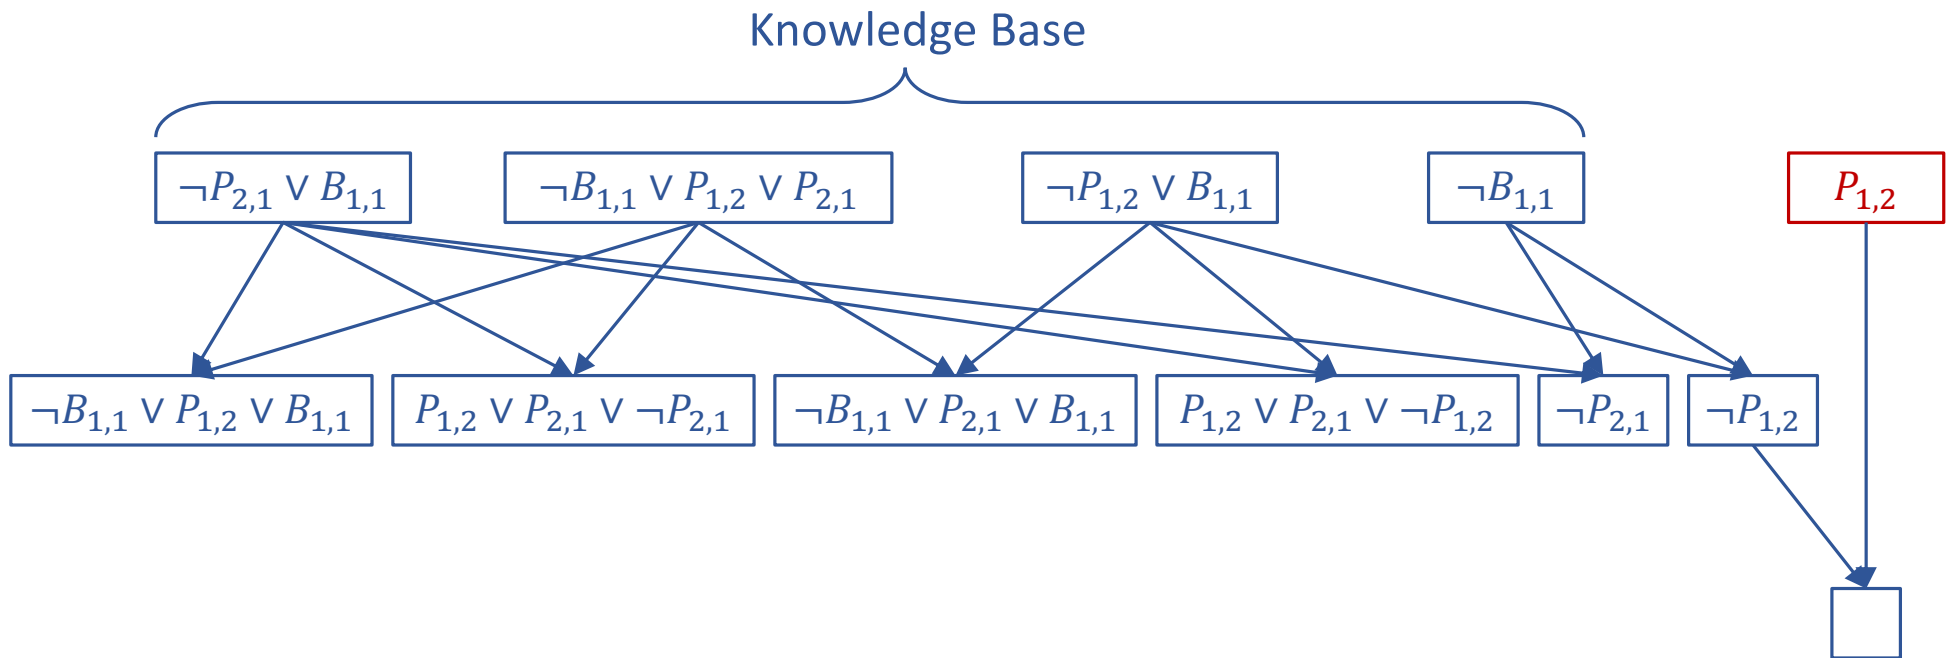 Knowledge Base
¬P₂,₁ ∨ B₁,₁ ¬B₁,₁ ∨ P₁,₂ ∨ P₂,₁ ¬P₁,₂ ∨ B₁,₁ ¬B₁,₁ P₁,₂
¬B₁,₁ ∨ P₁,₂ ∨ B₁,₁ P₁,₂ ∨ P₂,₁ ∨ ¬P₂,₁ ¬B₁,₁ ∨ P₂,₁ ∨ B₁,₁ P₁,₂ ∨ P₂,₁ ∨ ¬P₁,₂ ¬P₂,₁ ¬P₁,₂